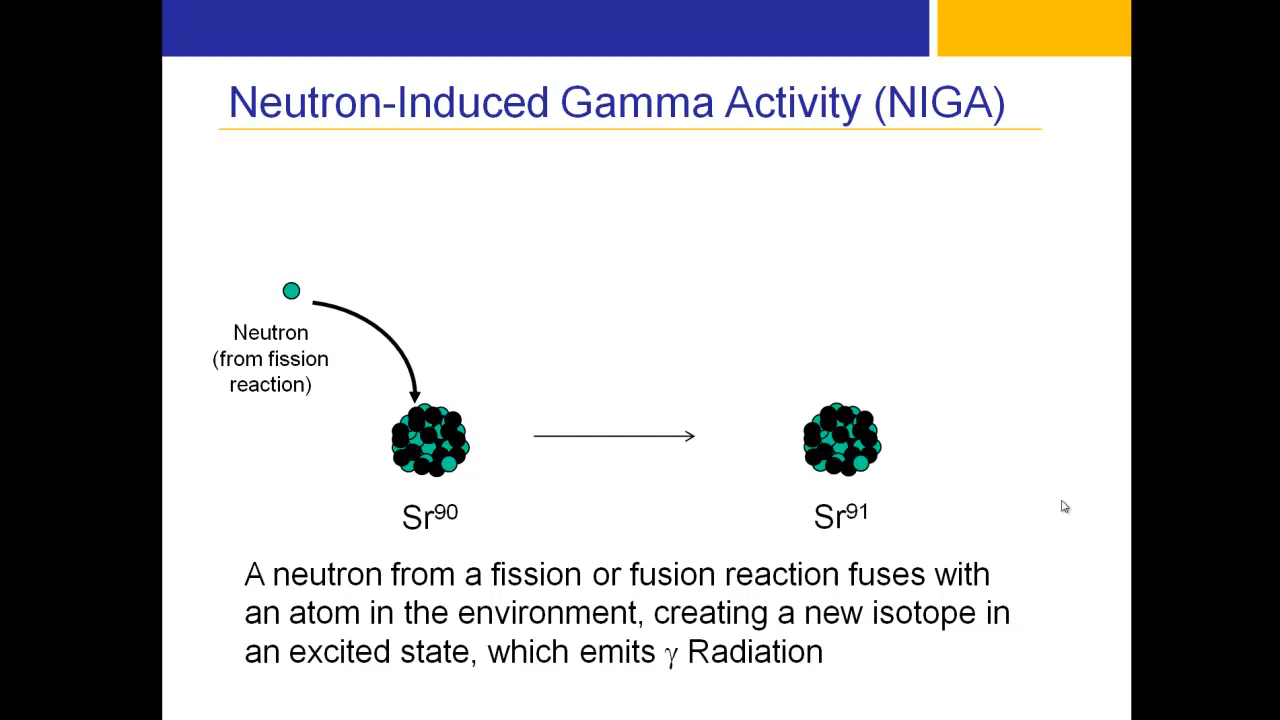 Neutron-Induced Gamma Activity (NIGA)
Neutron
(from fission
reaction)
Sr⁹⁰
Sr⁹¹
A neutron from a fission or fusion reaction fuses with
an atom in the environment, creating a new isotope in
an excited state, which emits γ Radiation